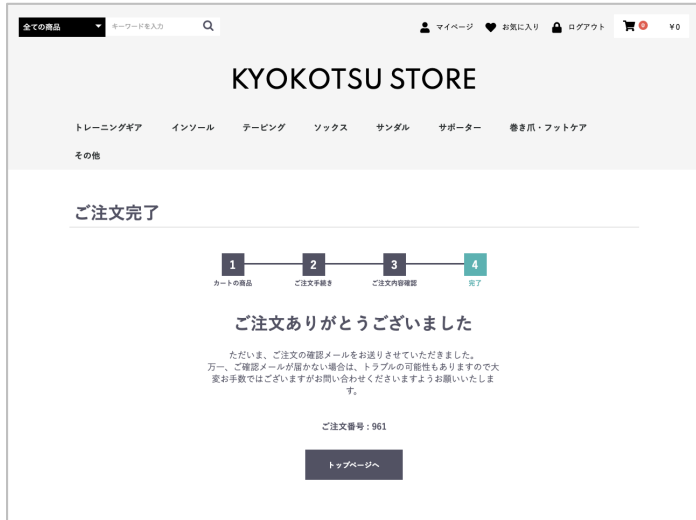 全ての商品 キーワードを入力 マイページ お気に入り ログアウト 0 ¥0
KYOKOTSU STORE
トレーニングギア インソール テーピング ソックス サンダル サポーター 巻き爪・フットケア
その他
ご注文完了
1 2 3 4
カートの商品 ご注文手続き ご注文内容確認 完了
ご注文ありがとうございました
ただいま、ご注文の確認メールをお送りさせていただきました。
万一、ご確認メールが届かない場合は、トラブルの可能性もありますので大
変お手数ではございますがお問い合わせくださいますようお願いいたしま
す。
ご注文番号 : 961
トップページへ